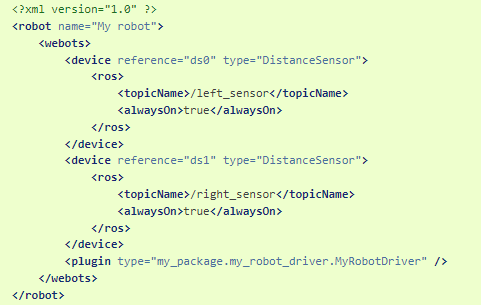 <?xml version="1.0" ?>
<robot name="My robot">
    <webots>
        <device reference="ds0" type="DistanceSensor">
            <ros>
                <topicName>/left_sensor</topicName>
                <alwaysOn>true</alwaysOn>
            </ros>
        </device>
        <device reference="ds1" type="DistanceSensor">
            <ros>
                <topicName>/right_sensor</topicName>
                <alwaysOn>true</alwaysOn>
            </ros>
        </device>
        <plugin type="my_package.my_robot_driver.MyRobotDriver" />
    </webots>
</robot>